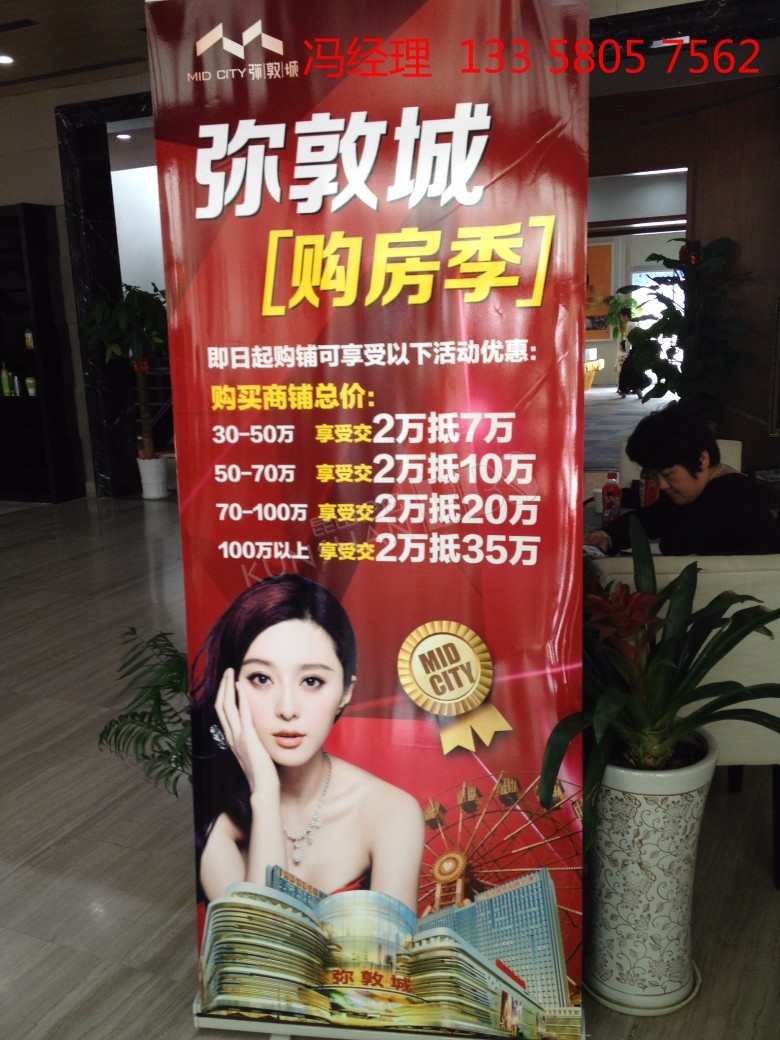 MID CITY 弥敦城 冯经理 133 5805 7562
弥敦城
[购房季]
即日起购铺可享受以下活动优惠:
购买商铺总价:
30-50万 享受交2万抵7万
50-70万 享受交2万抵10万
70-100万 享受交2万抵20万
100万以上 享受交2万抵35万
MID
CITY
弥敦城